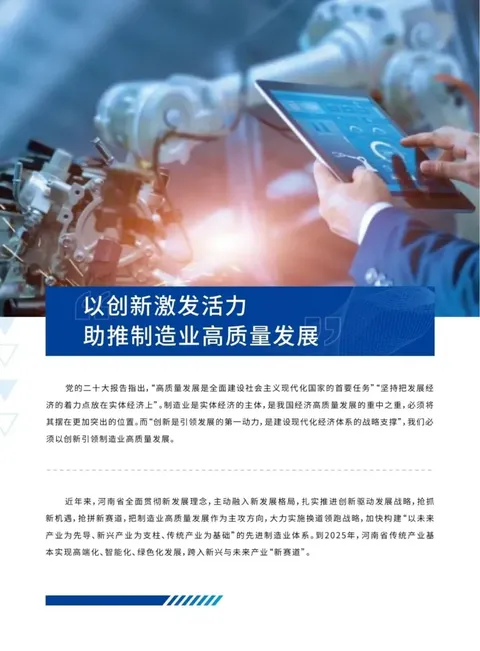 以创新激发活力
助推制造业高质量发展
党的二十大报告指出，“高质量发展是全面建设社会主义现代化国家的首要任务”“坚持把发展经
济的着力点放在实体经济上”。制造业是实体经济的主体，是我国经济高质量发展的重中之重，必须将
其摆在更加突出的位置。而“创新是引领发展的第一动力，是建设现代化经济体系的战略支撑”，我们必
须以创新引领制造业高质量发展。
近年来，河南省全面贯彻新发展理念，主动融入新发展格局，扎实推进创新驱动发展战略，抢抓
新机遇，抢拼新赛道，把制造业高质量发展作为主攻方向，大力实施换道领跑战略，加快构建“以未来
产业为先导、新兴产业为支柱、传统产业为基础”的先进制造业体系。到2025年，河南省传统产业基
本实现高端化、智能化、绿色化发展，跨入新兴与未来产业“新赛道”。